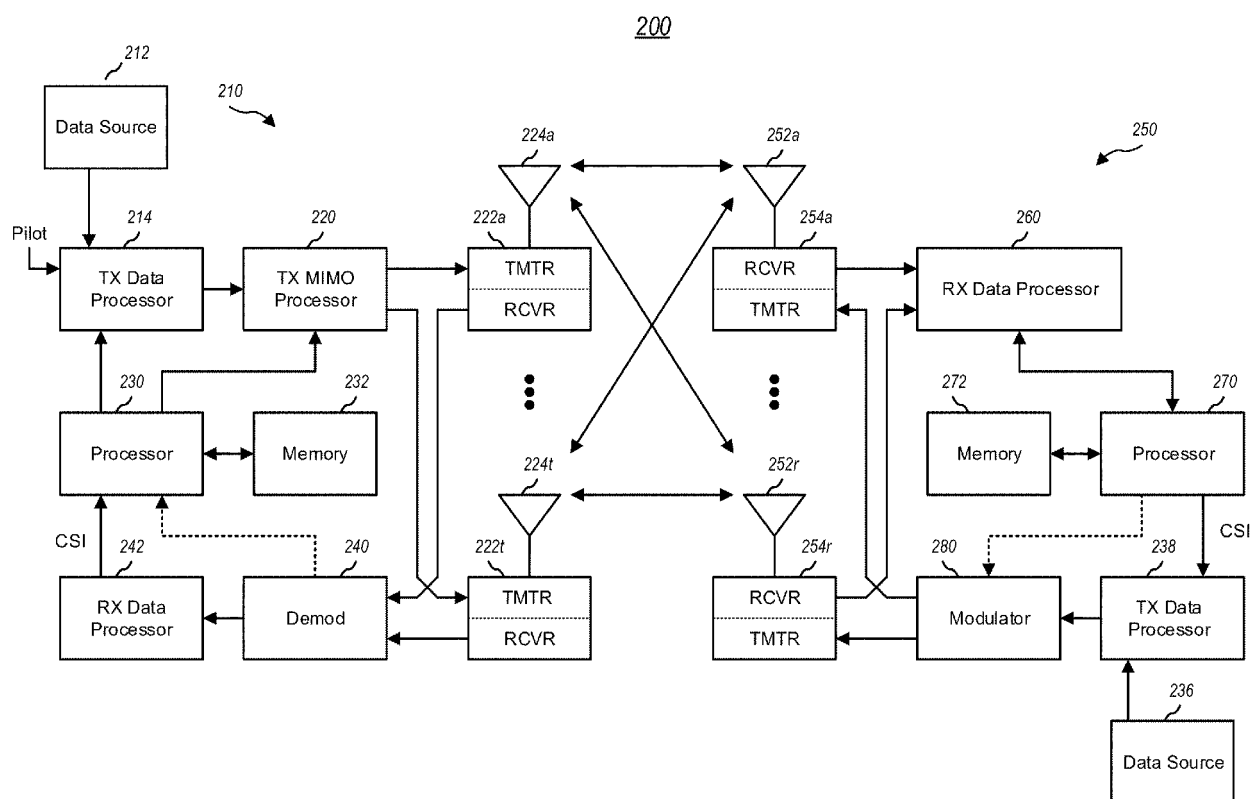 200
212
Data Source
210
250
224a
252a
Pilot
214
TX Data
Processor
220
TX MIMO
Processor
222a
TMTR
RCVR
254a
RCVR
TMTR
260
RX Data Processor
230
Processor
232
Memory
272
Memory
270
Processor
224t
252r
CSI
CSI
242
RX Data
Processor
240
Demod
222t
TMTR
RCVR
254r
RCVR
TMTR
280
Modulator
238
TX Data
Processor
236
Data Source